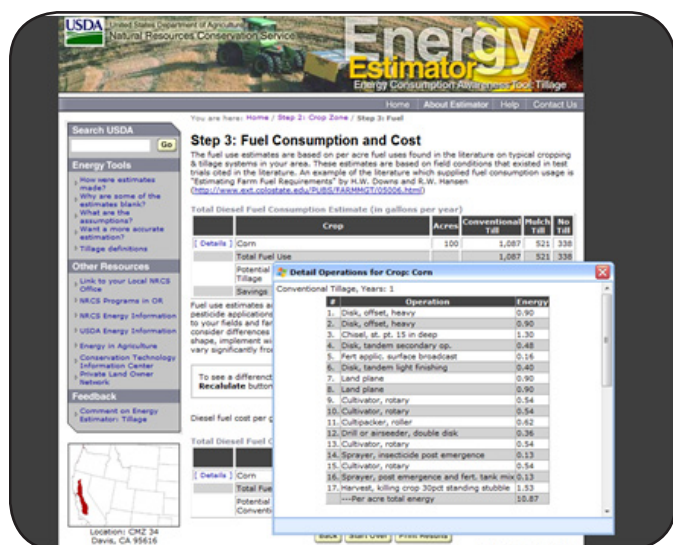 USDA United States Department of Agriculture
Natural Resources Conservation Service
Energy
Estimator
Energy Consumption Awareness Tool: Tillage
Home About Estimator Help Contact Us
You are here: Home / Step 2: Crop Zone / Step 3: Fuel
Search USDA
Go
Energy Tools
How were estimates
made?
Why are some of the
estimates blank?
What are the
assumptions?
Want a more accurate
estimation?
Tillage definitions
Other Resources
Link to your Local NRCS
Office
NRCS Programs in OR
NRCS Energy Information
USDA Energy Information
Energy in Agriculture
Conservation Technology
Information Center
Private Land Owner
Network
Feedback
Comment on Energy
Estimator: Tillage
Location: CMZ 34
Davis, CA 95616
Step 3: Fuel Consumption and Cost
The fuel use estimates are based on per acre fuel uses found in the literature on typical cropping
& tillage systems in your area. These estimates are based on field conditions that existed in test
trials cited in the literature. An example of the literature which supplied fuel consumption usage is
"Estimating Farm Fuel Requirements" by H.W. Downs and R.W. Hansen
(http://www.ext.colostate.edu/PUBS/FARMMGT/05006.html)
Total Diesel Fuel Consumption Estimate (in gallons per year)
Crop Acres Conventional Till Mulch Till No Till
[ Details ] Corn 100 1,087 521 338
Total Fuel Use 1,087 521 338
Potential
Tillage
Savings
Fuel use estimates
pesticide applications
to your fields and
consider differences
shape, implement
vary significantly
To see a difference
Recalulate button
Diesel fuel cost per
Total Diesel Fuel
[ Details ] Corn
Total Fuel
Potential
Back Start Over Print Results
Detail Operations for Crop: Corn
Conventional Tillage, Years: 1
# Operation Energy
1. Disk, offset, heavy 0.90
2. Disk, offset, heavy 0.90
3. Chisel, st. pt. 15 in deep 1.30
4. Disk, tandem secondary op. 0.48
5. Fert applic. surface broadcast 0.16
6. Disk, tandem light finishing 0.40
7. Land plane 0.90
8. Land plane 0.90
9. Cultivator, rotary 0.54
10. Cultivator, rotary 0.54
11. Cultipacker, roller 0.62
12. Drill or airseeder, double disk 0.36
13. Cultivator, rotary 0.54
14. Sprayer, insecticide post emergence 0.13
15. Cultivator, rotary 0.54
16. Sprayer, post emergence and fert. tank mix 0.13
17. Harvest, killing crop 30pct standing stubble 1.53
---Per acre total energy 10.87